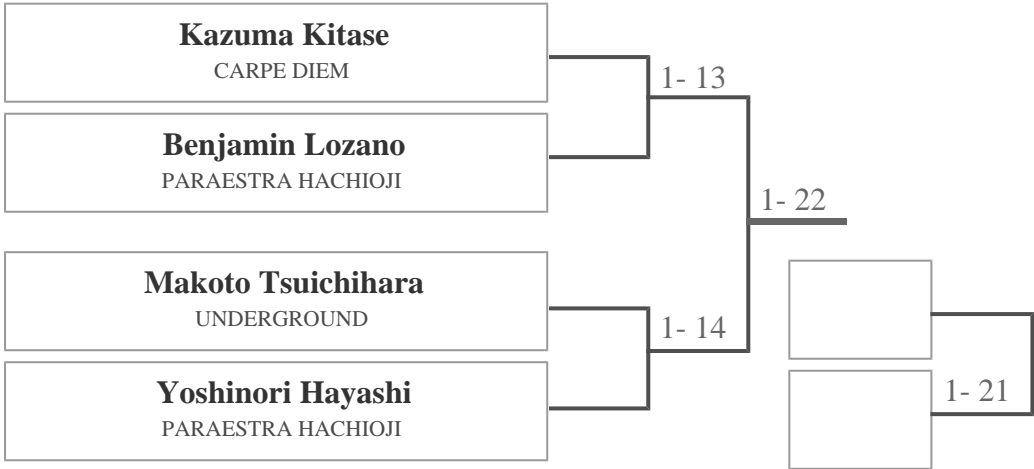 Kazuma Kitase
CARPE DIEM
1- 13
Benjamin Lozano
PARAESTRA HACHIOJI
1- 22
Makoto Tsuichihara
UNDERGROUND
1- 14
Yoshinori Hayashi
PARAESTRA HACHIOJI
1- 21